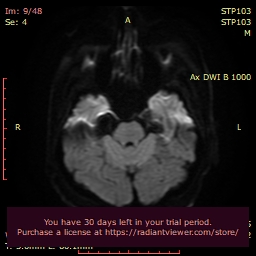 Im: 9/48
Se: 4
STP103
STP103
M
A
Ax DWI B 1000
R
L
You have 30 days left in your trial period.
Purchase a license at https://radiantviewer.com/store/